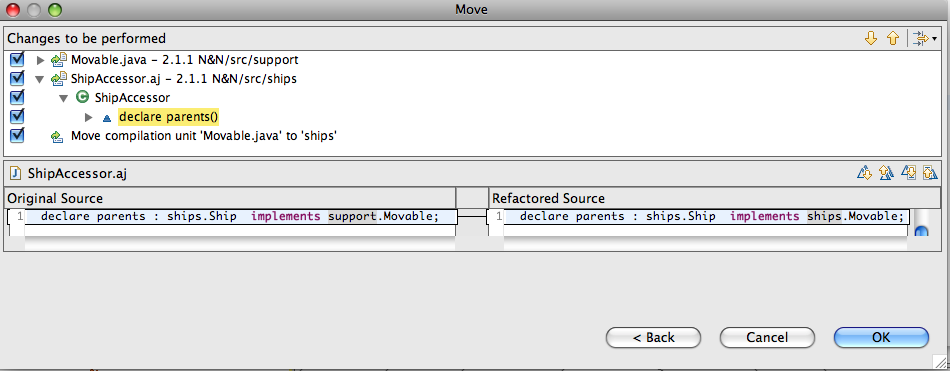 Move
Changes to be performed
Movable.java – 2.1.1 N&N/src/support
ShipAccessor.aj – 2.1.1 N&N/src/ships
C ShipAccessor
declare parents()
Move compilation unit 'Movable.java' to 'ships'
J ShipAccessor.aj
Original Source Refactored Source
1 declare parents : ships.Ship  implements support.Movable; 1 declare parents : ships.Ship  implements ships.Movable;
< Back Cancel OK